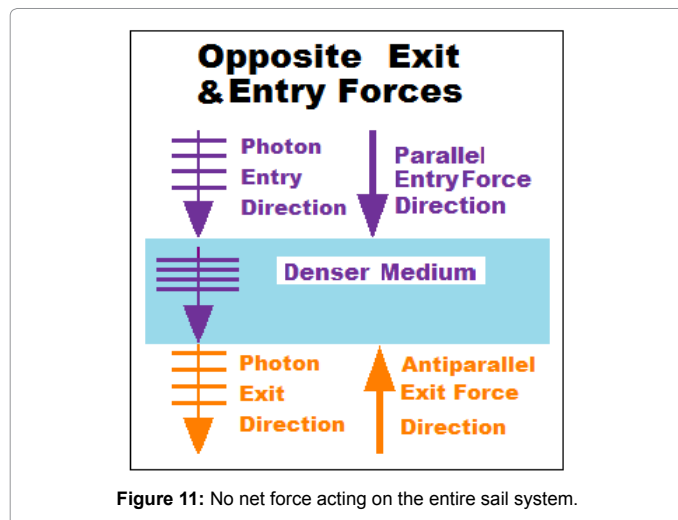 Opposite Exit
& Entry Forces
Photon
Entry
Direction
Parallel
Entry Force
Direction
Denser Medium
Photon
Exit
Direction
Antiparallel
Exit Force
Direction
Figure 11: No net force acting on the entire sail system.